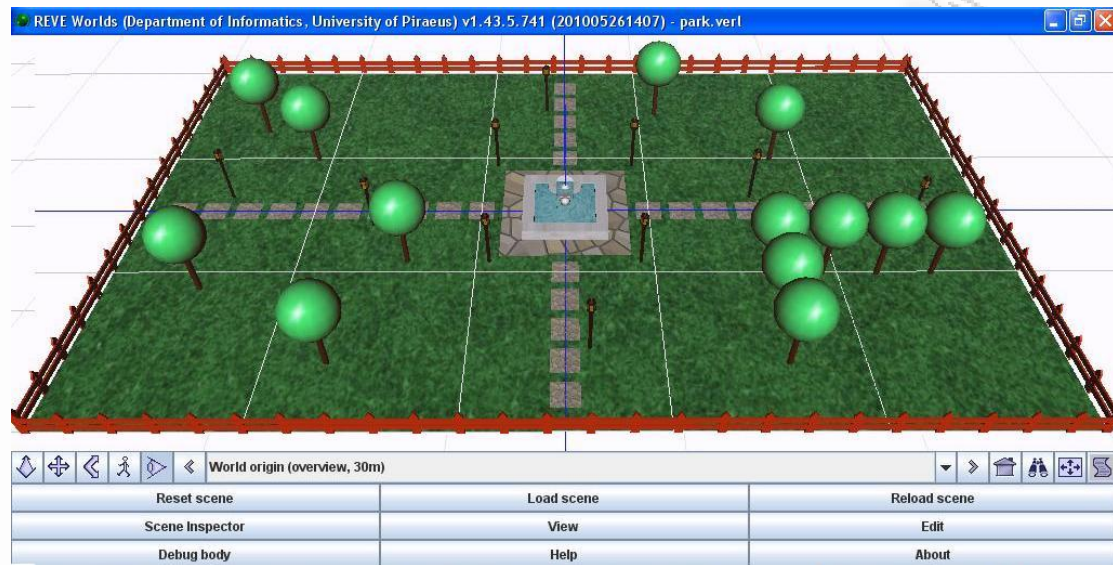 REVE Worlds (Department of Informatics, University of Piraeus) v1.43.5.741 (201005261407) - park.verl
World origin (overview, 30m)
Reset scene Load scene Reload scene
Scene Inspector View Edit
Debug body Help About